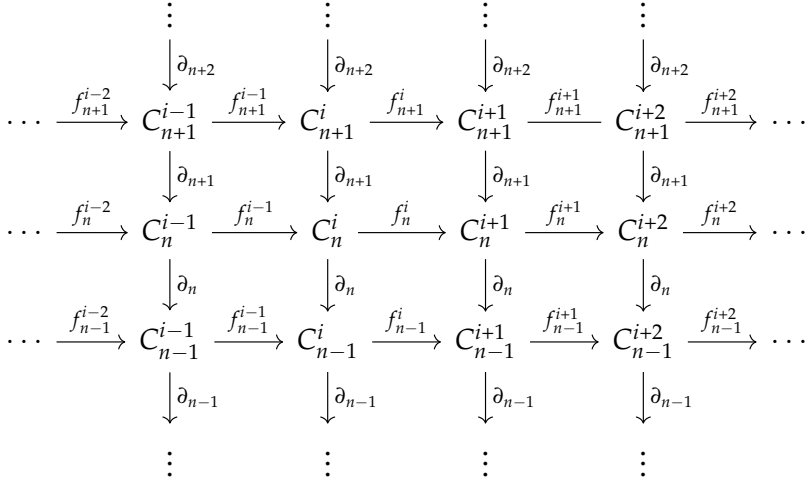 ⋮ ⋮ ⋮ ⋮
∂_{n+2} ∂_{n+2} ∂_{n+2} ∂_{n+2}
f_{n+1}^{i−2} f_{n+1}^{i−1} f_{n+1}^{i} f_{n+1}^{i+1} f_{n+1}^{i+2}
⋯ C_{n+1}^{i−1} C_{n+1}^{i} C_{n+1}^{i+1} C_{n+1}^{i+2} ⋯
∂_{n+1} ∂_{n+1} ∂_{n+1} ∂_{n+1}
f_{n}^{i−2} f_{n}^{i−1} f_{n}^{i} f_{n}^{i+1} f_{n}^{i+2}
⋯ C_{n}^{i−1} C_{n}^{i} C_{n}^{i+1} C_{n}^{i+2} ⋯
∂_{n} ∂_{n} ∂_{n} ∂_{n}
f_{n−1}^{i−2} f_{n−1}^{i−1} f_{n−1}^{i} f_{n−1}^{i+1} f_{n−1}^{i+2}
⋯ C_{n−1}^{i−1} C_{n−1}^{i} C_{n−1}^{i+1} C_{n−1}^{i+2} ⋯
∂_{n−1} ∂_{n−1} ∂_{n−1} ∂_{n−1}
⋮ ⋮ ⋮ ⋮